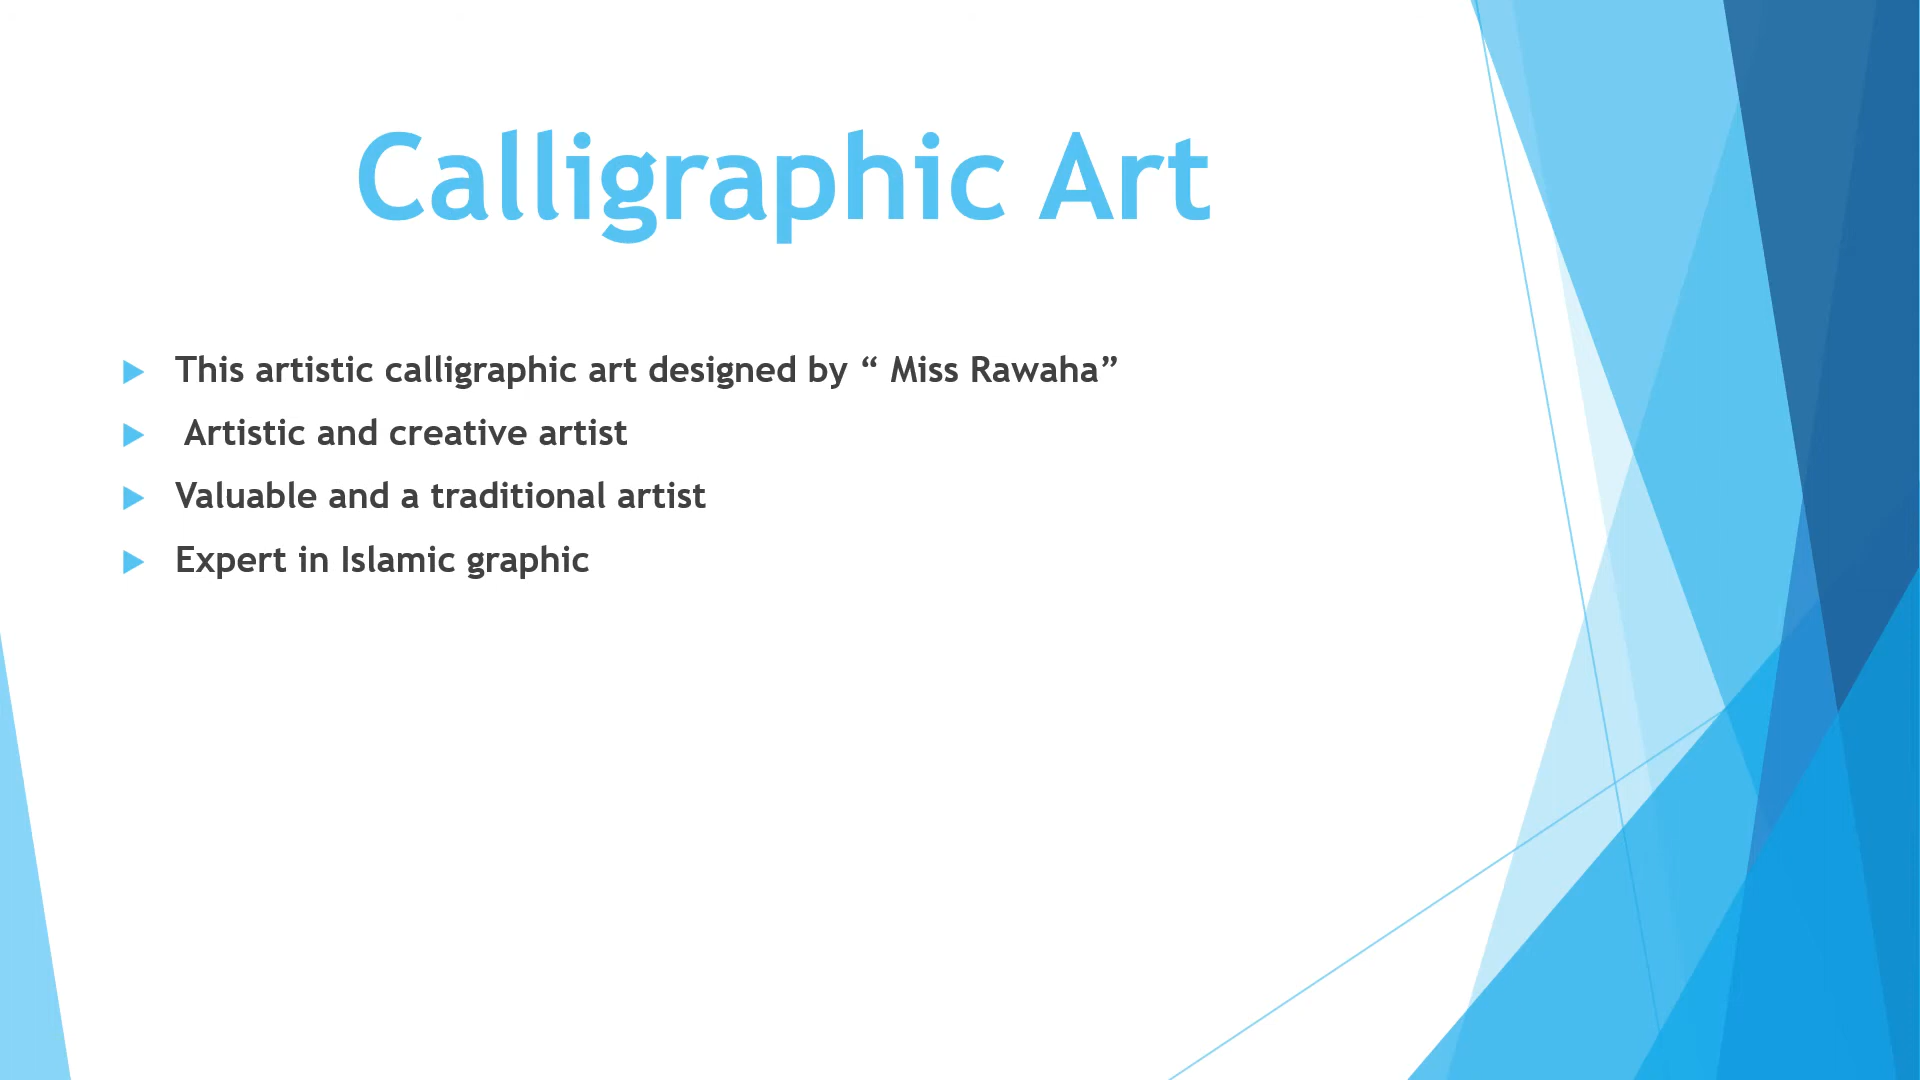 Calligraphic Art
This artistic calligraphic art designed by “ Miss Rawaha”
Artistic and creative artist
Valuable and a traditional artist
Expert in Islamic graphic